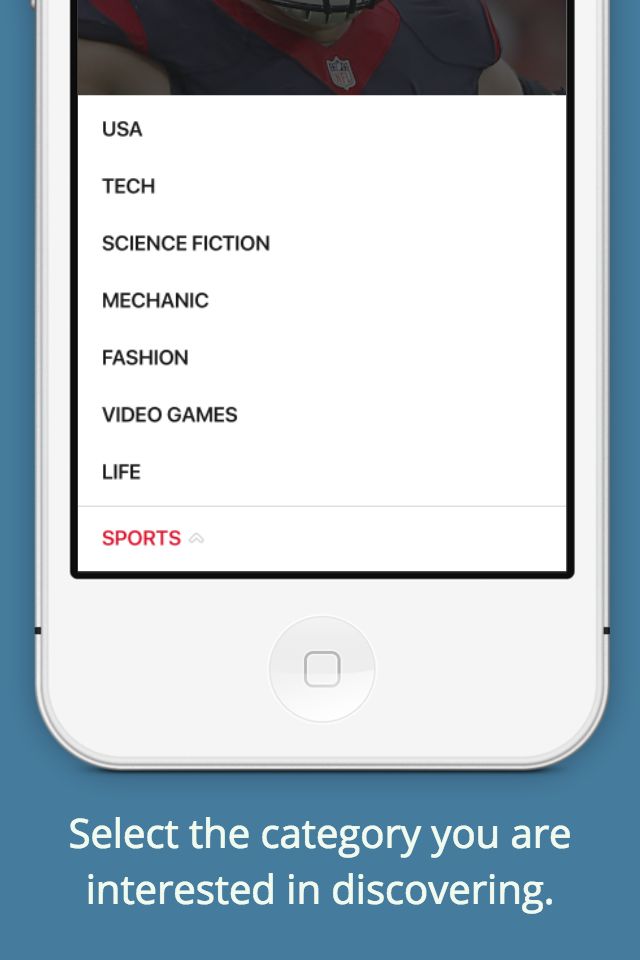 NFL
USA
TECH
SCIENCE FICTION
MECHANIC
FASHION
VIDEO GAMES
LIFE
SPORTS
Select the category you are
interested in discovering.